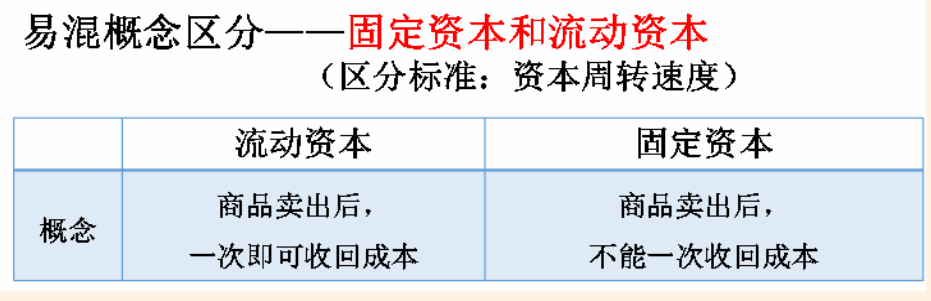 易混概念区分——固定资本和流动资本
（区分标准：资本周转速度）
流动资本 固定资本
概念
商品卖出后，
一次即可收回成本
商品卖出后，
不能一次收回成本